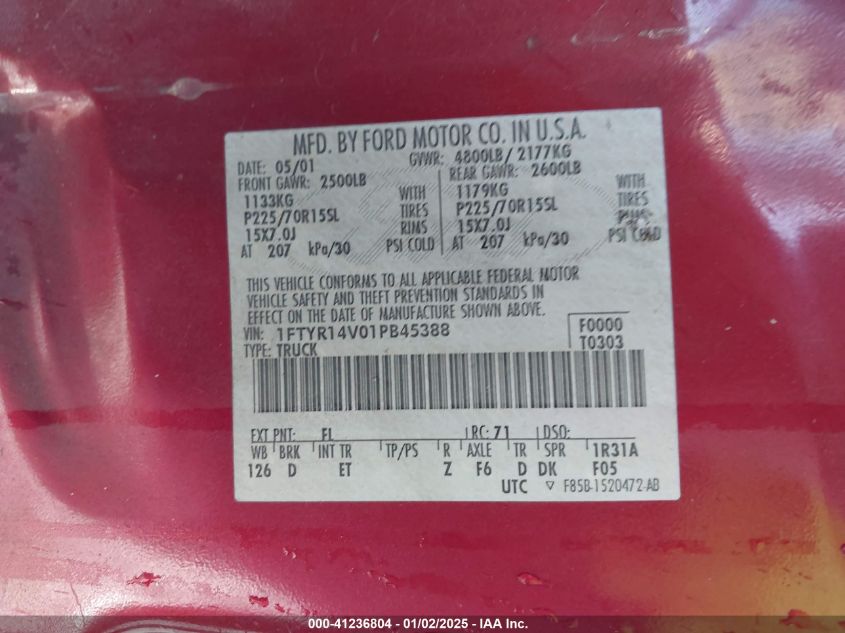 MFD. BY FORD MOTOR CO. IN U.S.A.
DATE: 05/01 GVWR: 4800LB/ 2177KG
FRONT GAWR: 2500LB REAR GAWR: 2600LB
1133KG WITH 1179KG WITH
P225/70R15SL TIRES P225/70R15SL TIRES
15X7.0J RIMS 15X7.0J RIMS
AT 207 kPa/30 PSI COLD AT 207 kPa/30 PSI COLD
THIS VEHICLE CONFORMS TO ALL APPLICABLE FEDERAL MOTOR
VEHICLE SAFETY AND THEFT PREVENTION STANDARDS IN
EFFECT ON THE DATE OF MANUFACTURE SHOWN ABOVE.
VIN: 1FTYR14V01PB45388 F0000
TYPE: TRUCK T0303
EXT PNT: FL RC: 71 DSO:
WB BRK INT TR TP/PS R AXLE TR SPR 1R31A
126 D ET Z F6 D DK F05
UTC ▽ F85B-1520472-AB
000-41236804 - 01/02/2025 - IAA Inc.